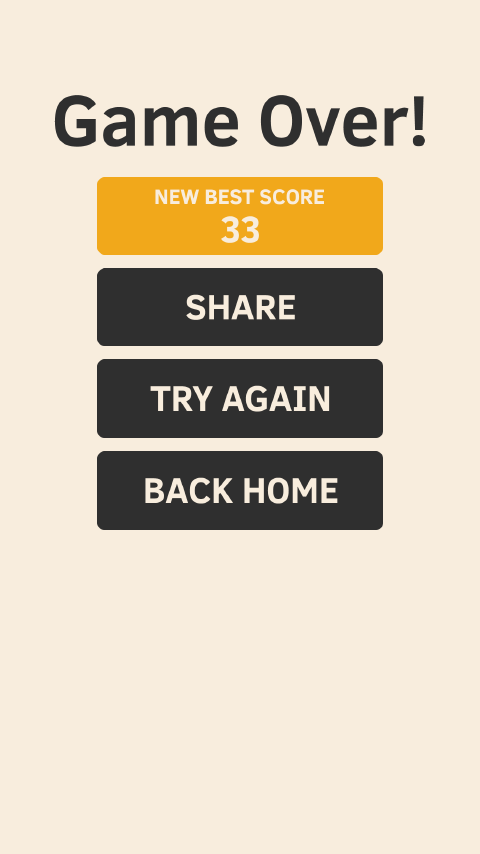 Game Over!
NEW BEST SCORE
33
SHARE
TRY AGAIN
BACK HOME